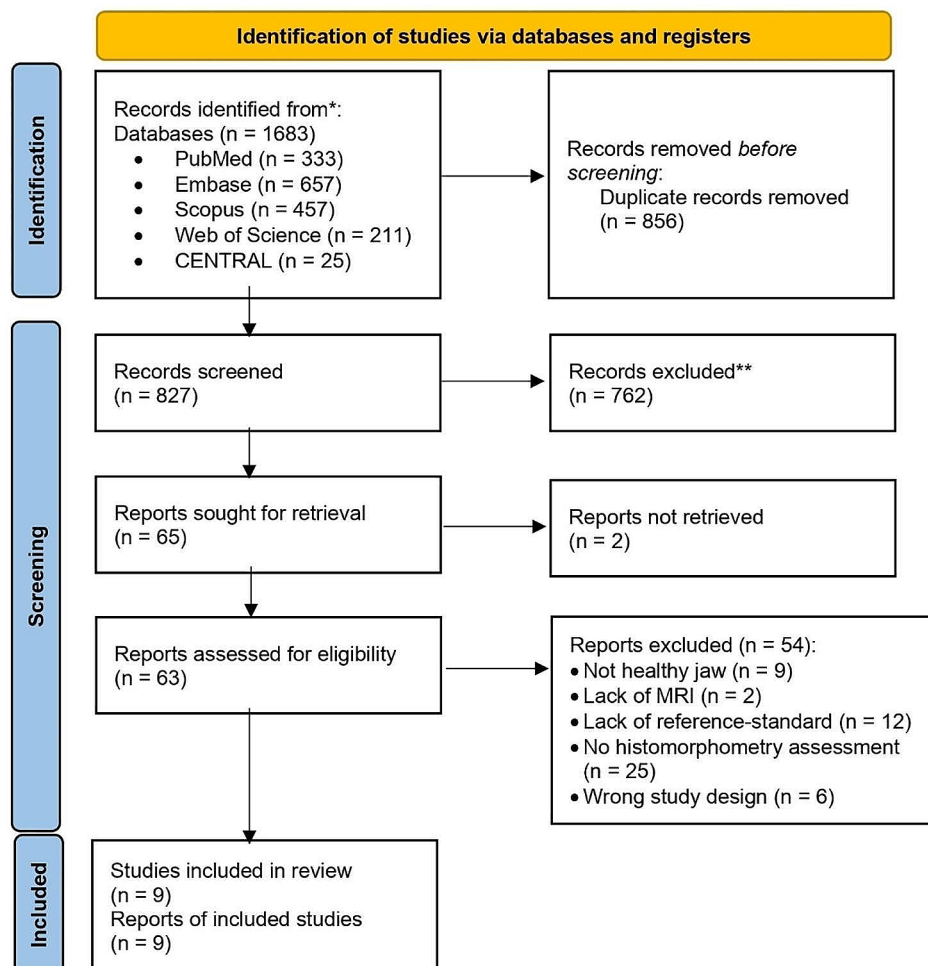 Identification of studies via databases and registers
Identification
Records identified from*:
Databases (n = 1683)
• PubMed (n = 333)
• Embase (n = 657)
• Scopus (n = 457)
• Web of Science (n = 211)
• CENTRAL (n = 25)
Records removed before
screening:
Duplicate records removed
(n = 856)
Screening
Records screened
(n = 827)
Records excluded**
(n = 762)
Reports sought for retrieval
(n = 65)
Reports not retrieved
(n = 2)
Reports assessed for eligibility
(n = 63)
Reports excluded (n = 54):
• Not healthy jaw (n = 9)
• Lack of MRI (n = 2)
• Lack of reference-standard (n = 12)
• No histomorphometry assessment
(n = 25)
• Wrong study design (n = 6)
Included
Studies included in review
(n = 9)
Reports of included studies
(n = 9)